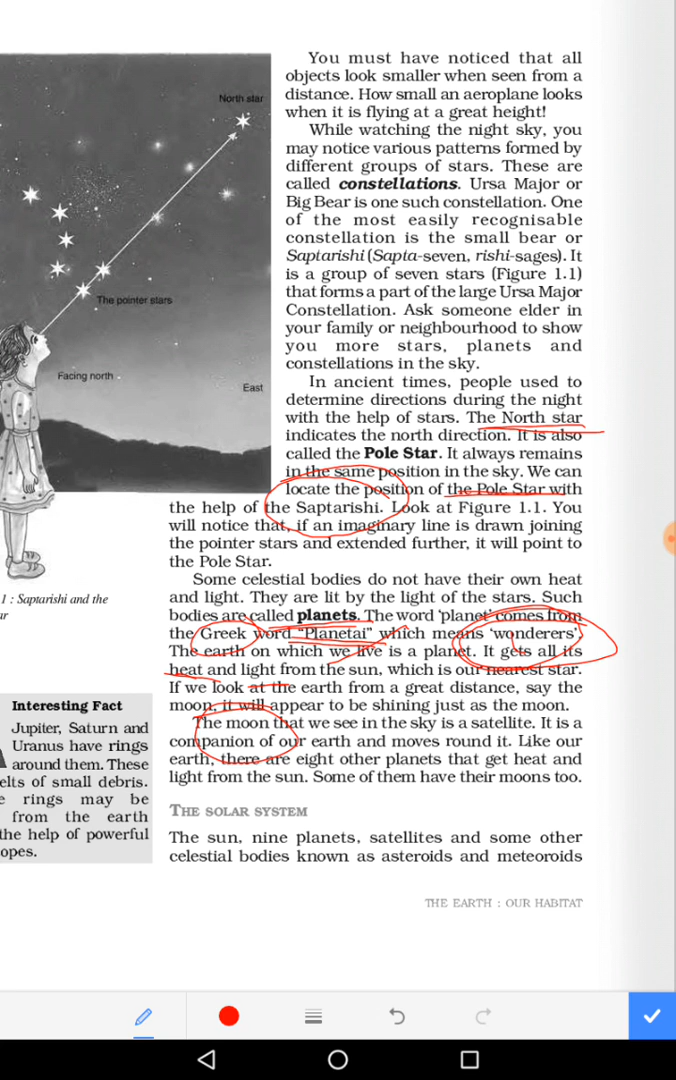 North star
The pointer stars
Facing north
East
1 : Saptarishi and the
ar
Interesting Fact
Jupiter, Saturn and
Uranus have rings
around them. These
elts of small debris.
e rings may be
from the earth
the help of powerful
opes.
You must have noticed that all
objects look smaller when seen from a
distance. How small an aeroplane looks
when it is flying at a great height!
While watching the night sky, you
may notice various patterns formed by
different groups of stars. These are
called constellations. Ursa Major or
Big Bear is one such constellation. One
of the most easily recognisable
constellation is the small bear or
Saptarishi (Sapta-seven, rishi-sages). It
is a group of seven stars (Figure 1.1)
that forms a part of the large Ursa Major
Constellation. Ask someone elder in
your family or neighbourhood to show
you more stars, planets and
constellations in the sky.
In ancient times, people used to
determine directions during the night
with the help of stars. The North star
indicates the north direction. It is also
called the Pole Star. It always remains
in the same position in the sky. We can
locate the position of the Pole Star with
the help of the Saptarishi. Look at Figure 1.1. You
will notice that, if an imaginary line is drawn joining
the pointer stars and extended further, it will point to
the Pole Star.
Some celestial bodies do not have their own heat
and light. They are lit by the light of the stars. Such
bodies are called planets. The word 'planet' comes from
the Greek word "Planetai" which means 'wonderers'.
The earth on which we live is a planet. It gets all its
heat and light from the sun, which is our nearest star.
If we look at the earth from a great distance, say the
moon, it will appear to be shining just as the moon.
The moon that we see in the sky is a satellite. It is a
companion of our earth and moves round it. Like our
earth, there are eight other planets that get heat and
light from the sun. Some of them have their moons too.
THE SOLAR SYSTEM
The sun, nine planets, satellites and some other
celestial bodies known as asteroids and meteoroids
THE EARTH : OUR HABITAT